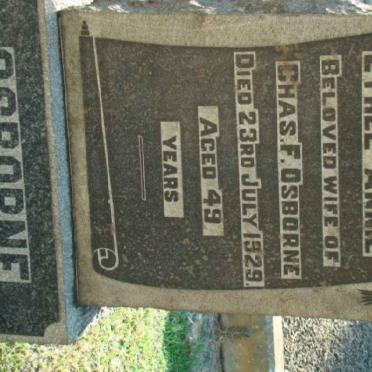 ETHEL ANNIE
BELOVED WIFE OF
CHAS F OSBORNE
DIED 23RD JULY 1929.
AGED 49
YEARS
OSBORNE